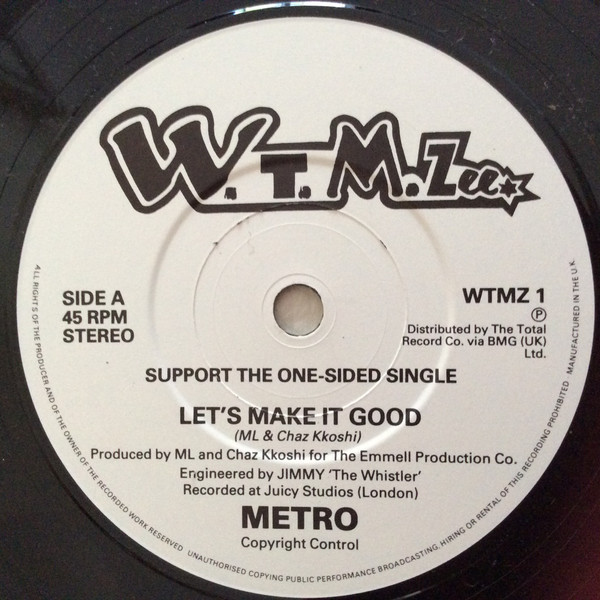 W.T.M.Zee
SIDE A
45 RPM
STEREO
WTMZ 1
Ⓟ
Distributed by The Total
Record Co. via BMG (UK)
Ltd.
SUPPORT THE ONE-SIDED SINGLE
LET'S MAKE IT GOOD
(ML & Chaz Kkoshi)
Produced by ML and Chaz Kkoshi for The Emmell Production Co.
Engineered by JIMMY 'The Whistler'
Recorded at Juicy Studios (London)
METRO
Copyright Control
ALL RIGHTS OF THE PRODUCER AND OF THE OWNER OF THE RECORDED WORK RESERVED UNAUTHORISED COPYING PUBLIC PERFORMANCE BROADCASTING, HIRING OR RENTAL OF THIS RECORDING PROHIBITED MANUFACTURED IN THE U.K.